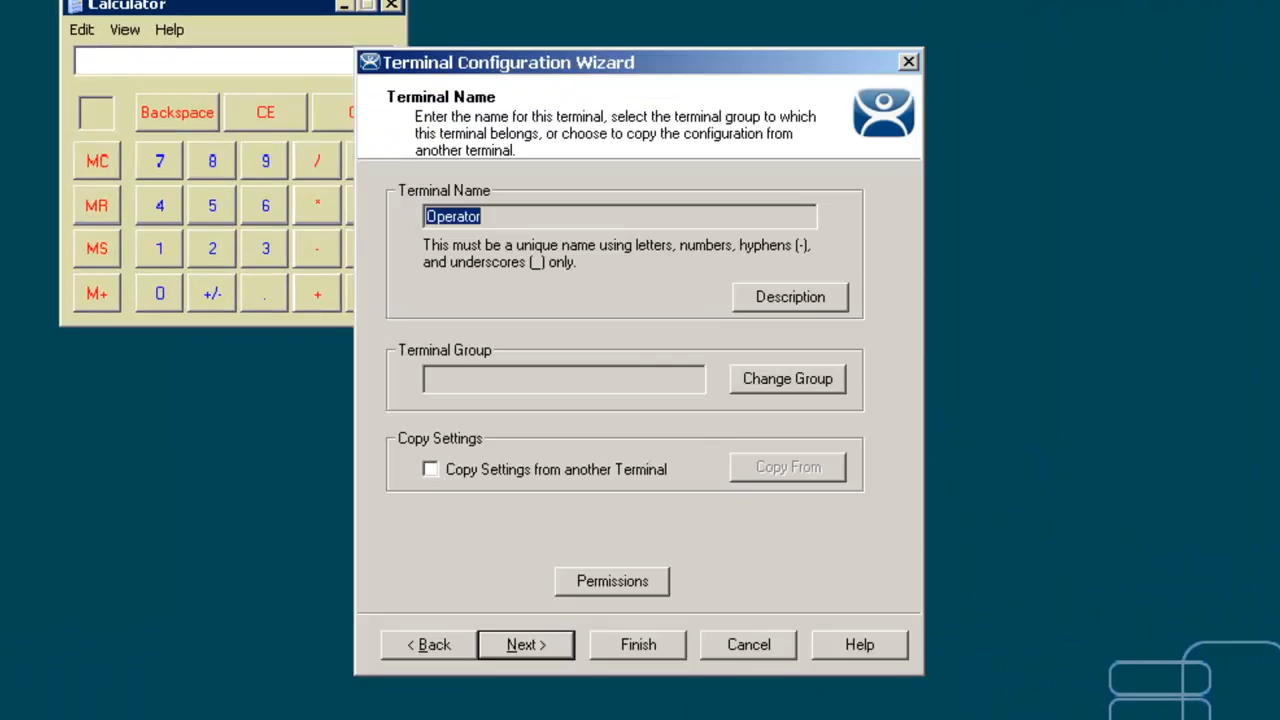 Calculator
Edit View Help
Backspace CE
MC 7 8 9 /
MR 4 5 6 *
MS 1 2 3 -
M+ 0 +/- . +
Terminal Configuration Wizard
Terminal Name
Enter the name for this terminal, select the terminal group to which
this terminal belongs, or choose to copy the configuration from
another terminal.
Terminal Name
Operator
This must be a unique name using letters, numbers, hyphens (-),
and underscores (_) only.
Description
Terminal Group
Change Group
Copy Settings
Copy Settings from another Terminal
Copy From
Permissions
< Back
Next >
Finish
Cancel
Help